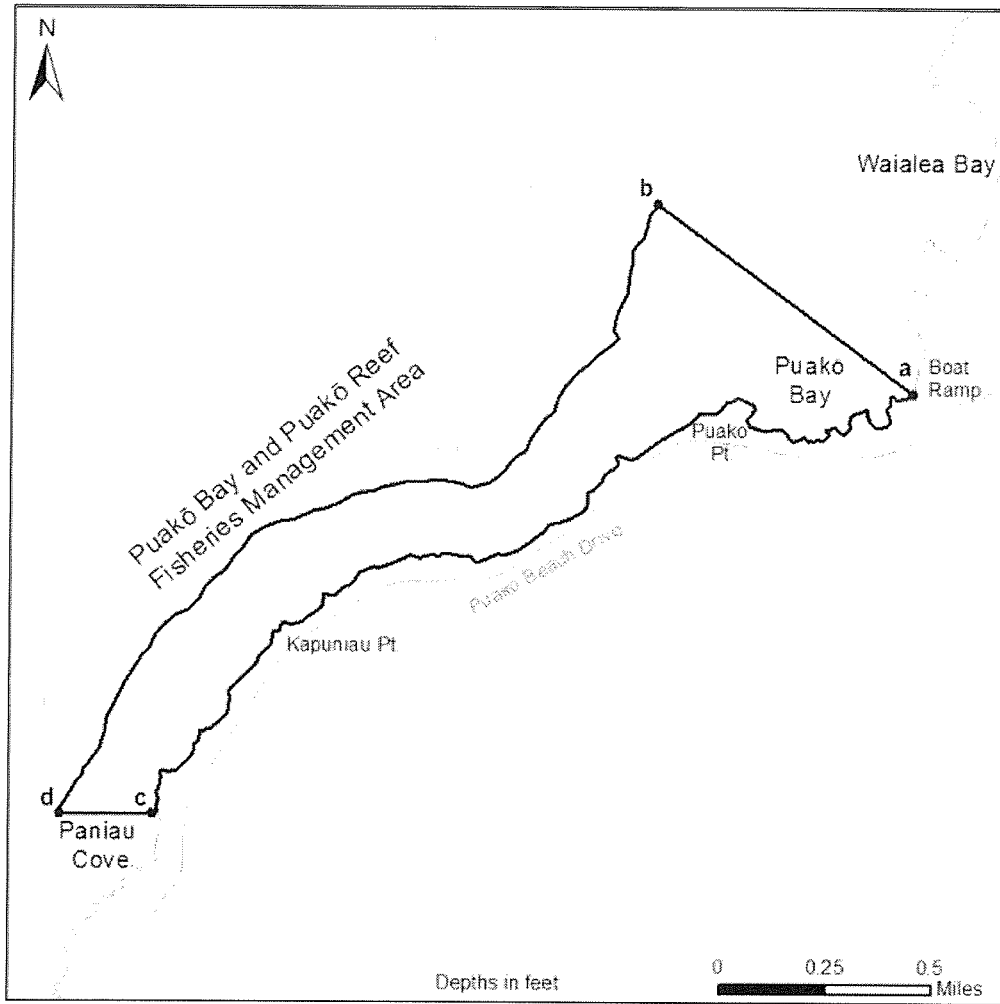 N
Waialea Bay
b
Puakō Bay and Puakō Reef
Fisheries Management Area
Puakō
Bay
a
Boat
Ramp
Puako
Pt
Puako Beach Drive
Kapuniau Pt
d
c
Paniau
Cove
Depths in feet
0
0.25
0.5
Miles